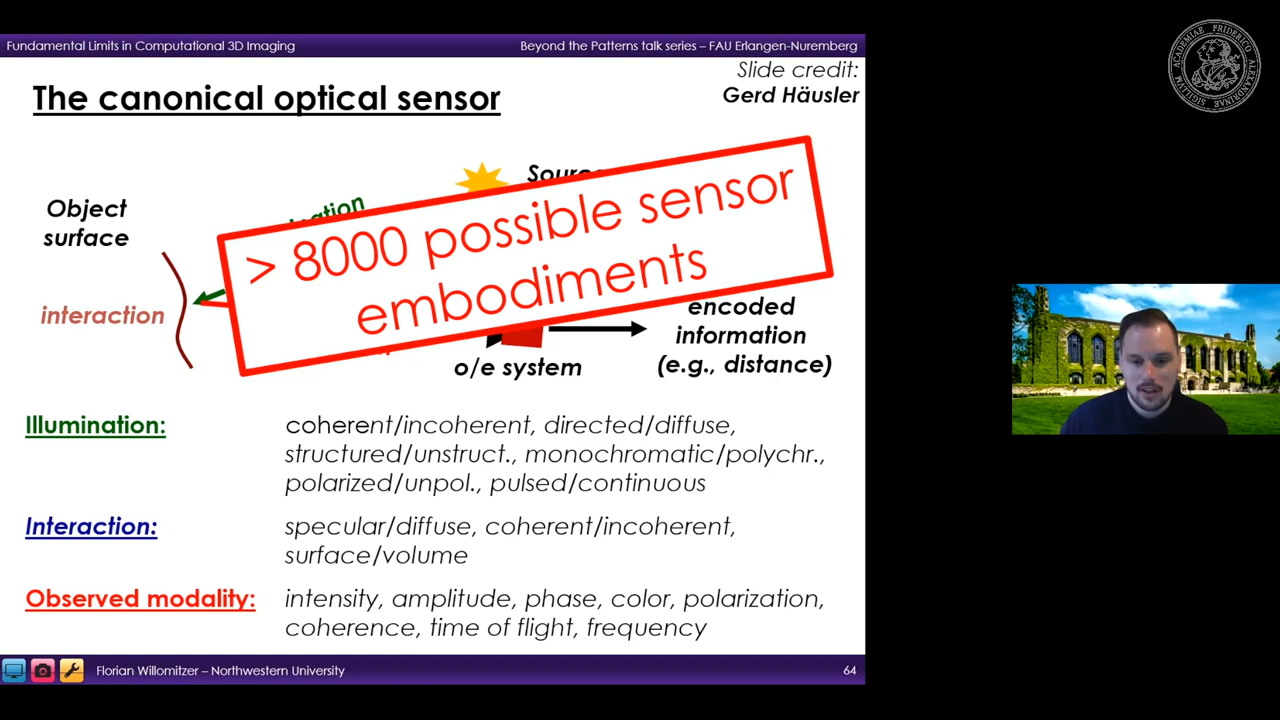 Fundamental Limits in Computational 3D Imaging
Beyond the Patterns talk series – FAU Erlangen-Nuremberg
Slide credit:
Gerd Häusler
The canonical optical sensor
Object
surface
interaction
> 8000 possible sensor
embodiments
encoded
information
(e.g., distance)
o/e system
Illumination:
coherent/incoherent, directed/diffuse,
structured/unstruct., monochromatic/polychr.,
polarized/unpol., pulsed/continuous
Interaction:
specular/diffuse, coherent/incoherent,
surface/volume
Observed modality:
intensity, amplitude, phase, color, polarization,
coherence, time of flight, frequency
Florian Willomitzer – Northwestern University
64